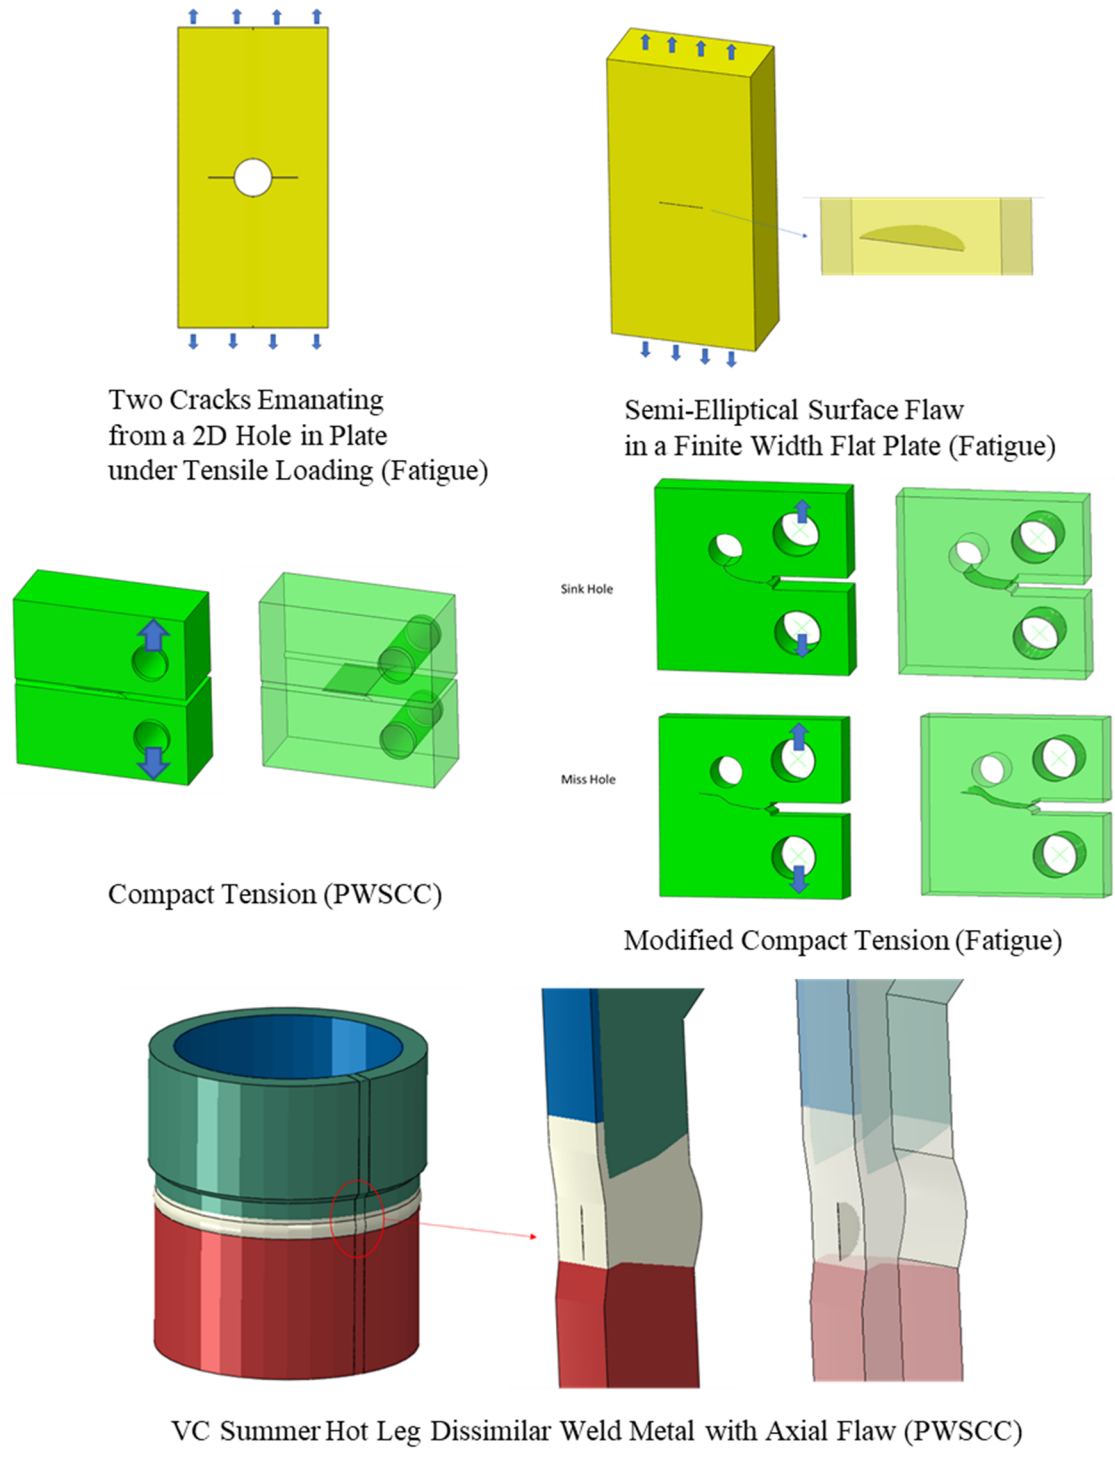 Two Cracks Emanating
from a 2D Hole in Plate
under Tensile Loading (Fatigue)
Semi-Elliptical Surface Flaw
in a Finite Width Flat Plate (Fatigue)
Sink Hole
Miss Hole
Compact Tension (PWSCC)
Modified Compact Tension (Fatigue)
VC Summer Hot Leg Dissimilar Weld Metal with Axial Flaw (PWSCC)